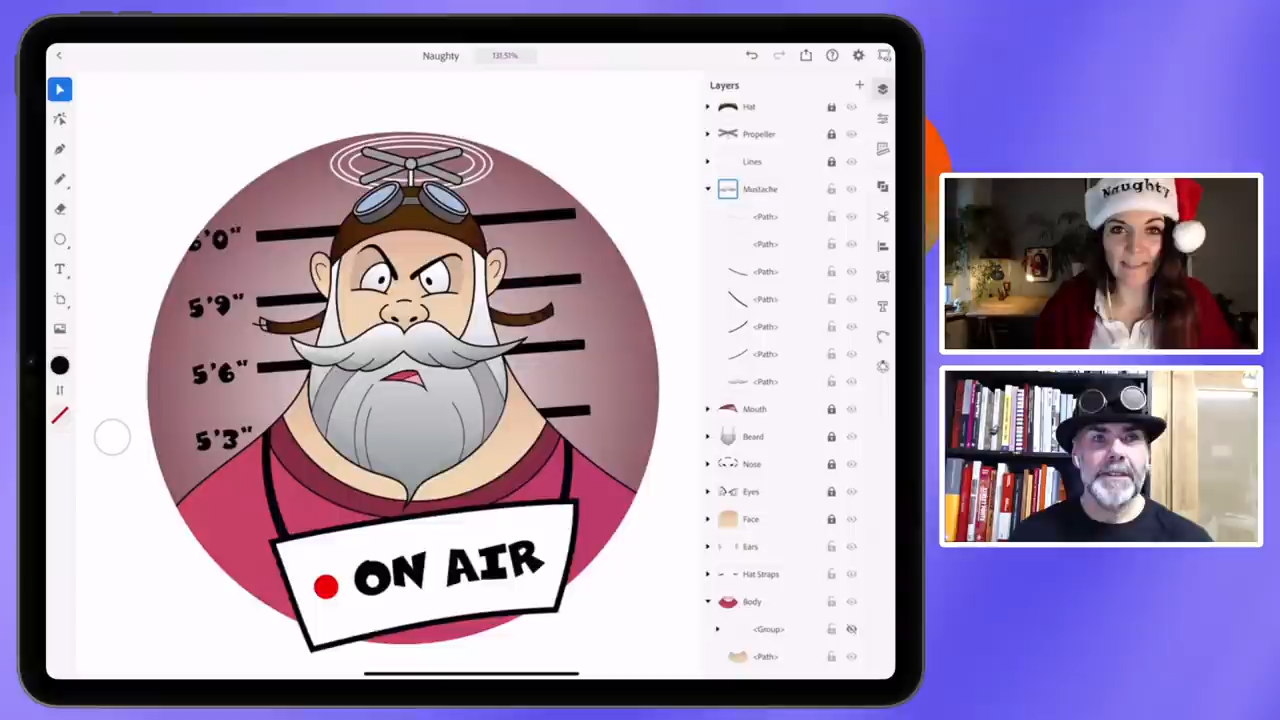 Naughty
131.51%
Layers
Hat
Propeller
Lines
Mustache
<Path>
<Path>
<Path>
<Path>
<Path>
<Path>
<Path>
Mouth
Beard
Nose
Eyes
Face
Ears
Hat Straps
Body
<Group>
<Path>
6'0"
5'9"
5'6"
5'3"
ON AIR
Naughty